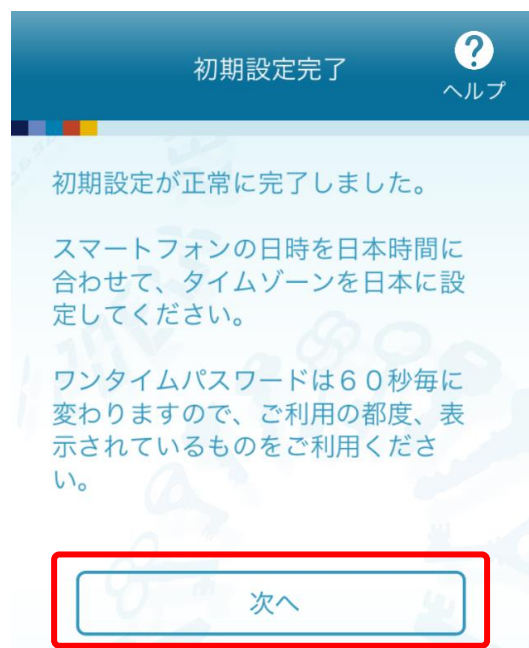 初期設定完了
?
ヘルプ
初期設定が正常に完了しました。
スマートフォンの日時を日本時間に
合わせて、タイムゾーンを日本に設
定してください。
ワンタイムパスワードは６０秒毎に
変わりますので、ご利用の都度、表
示されているものをご利用くださ
い。
次へ